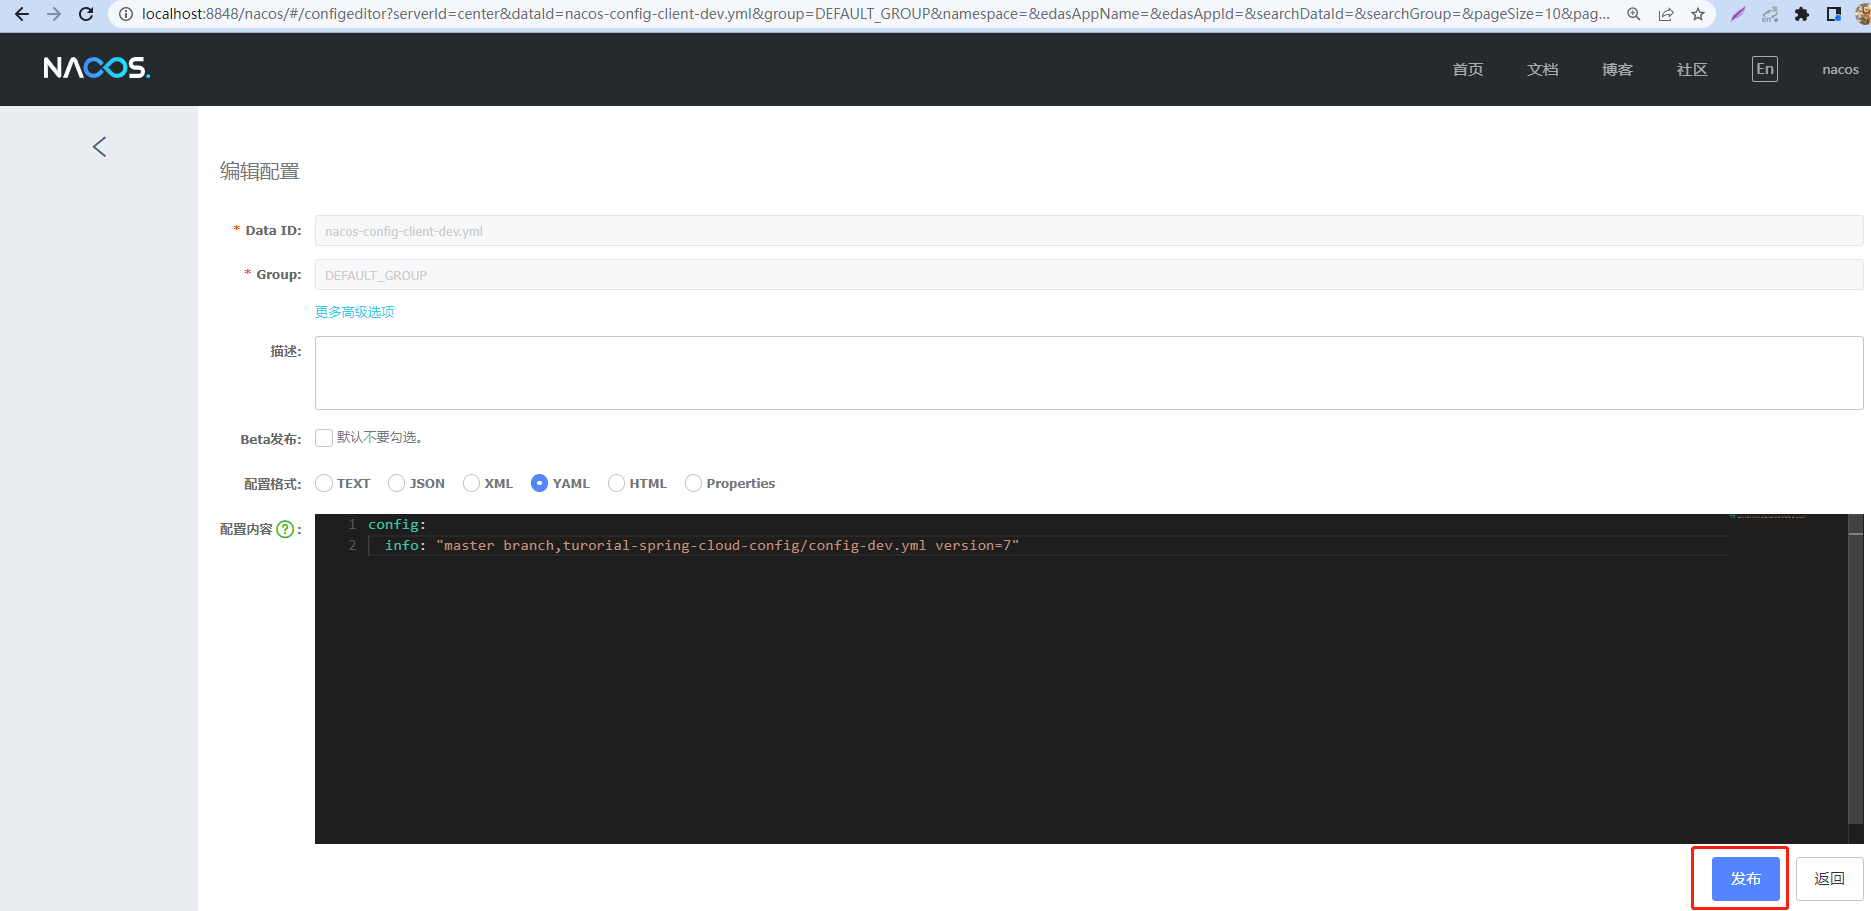 localhost:8848/nacos/#/configeditor?serverId=center&dataId=nacos-config-client-dev.yml&group=DEFAULT_GROUP&namespace=&edasAppName=&edasAppId=&searchDataId=&searchGroup=&pageSize=10&pag...
NACOS.
首页 文档 博客 社区 En nacos
编辑配置
* Data ID: nacos-config-client-dev.yml
* Group: DEFAULT_GROUP
更多高级选项
描述:
Beta发布: 默认不要勾选。
配置格式: TEXT JSON XML YAML HTML Properties
配置内容 ? :
1 config:
2 info: "master branch,turorial-spring-cloud-config/config-dev.yml version=7"
发布 返回